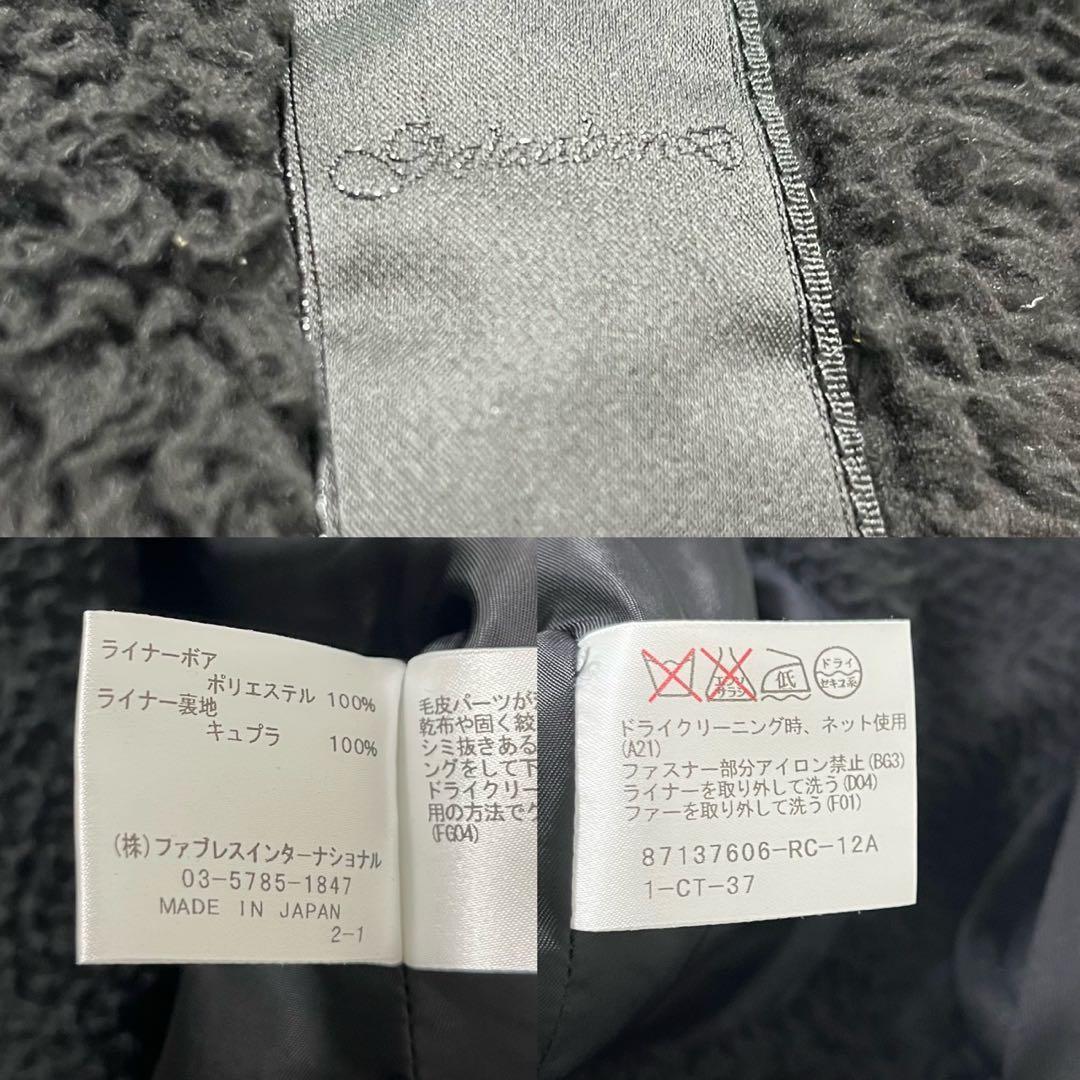 ライナーボア
ポリエステル 100%
ライナー裏地
キュプラ 100%
(株)ファブレスインターナショナル
03-5785-1847
MADE IN JAPAN
2-1
毛皮パーツが
乾布や固く絞
シミ抜きある
ングをして下
ドライクリー
用の方法でク
(FG04)
エンソ
サラシ
低
ドライ
セキユ系
ドライクリーニング時、ネット使用
(A21)
ファスナー部分アイロン禁止(BG3)
ライナーを取り外して洗う(D04)
ファーを取り外して洗う(F01)
87137606-RC-12A
1-CT-37